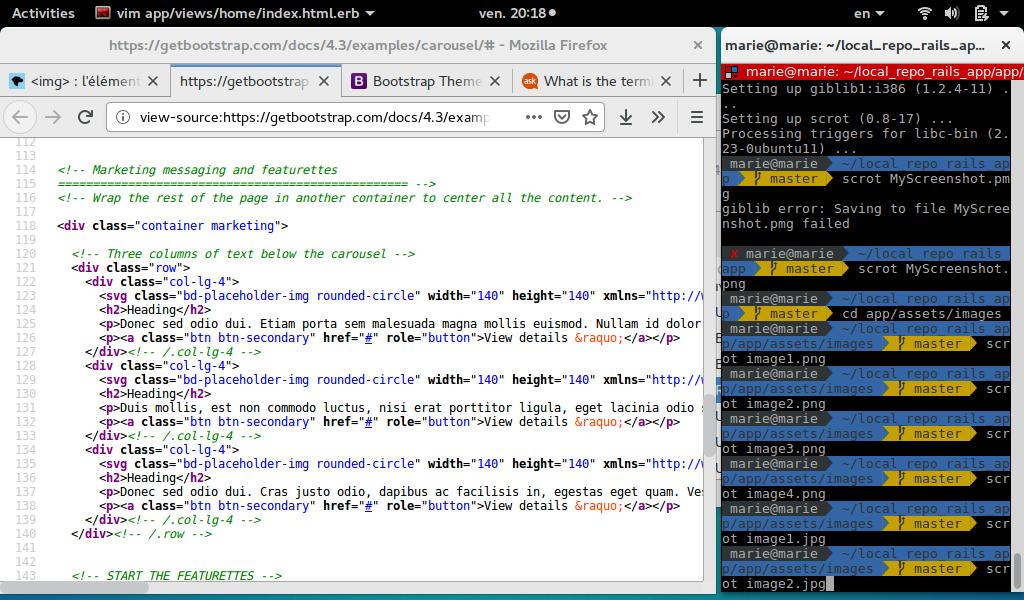 Activities vim app/views/home/index.html.erb ven. 20:18 en
https://getbootstrap.com/docs/4.3/examples/carousel/# - Mozilla Firefox
<img> : l'élément https://getbootstrap. B Bootstrap Theme ask What is the termi
view-source:https://getbootstrap.com/docs/4.3/examp
112
113
114 <!-- Marketing messaging and featurettes
115 ================================================== -->
116 <!-- Wrap the rest of the page in another container to center all the content. -->
117
118 <div class="container marketing">
119
120 <!-- Three columns of text below the carousel -->
121 <div class="row">
122 <div class="col-lg-4">
123 <svg class="bd-placeholder-img rounded-circle" width="140" height="140" xmlns="http://w
124 <h2>Heading</h2>
125 <p>Donec sed odio dui. Etiam porta sem malesuada magna mollis euismod. Nullam id dolor
126 <p><a class="btn btn-secondary" href="#" role="button">View details &raquo;</a></p>
127 </div><!-- /.col-lg-4 -->
128 <div class="col-lg-4">
129 <svg class="bd-placeholder-img rounded-circle" width="140" height="140" xmlns="http://w
130 <h2>Heading</h2>
131 <p>Duis mollis, est non commodo luctus, nisi erat porttitor ligula, eget lacinia odio s
132 <p><a class="btn btn-secondary" href="#" role="button">View details &raquo;</a></p>
133 </div><!-- /.col-lg-4 -->
134 <div class="col-lg-4">
135 <svg class="bd-placeholder-img rounded-circle" width="140" height="140" xmlns="http://w
136 <h2>Heading</h2>
137 <p>Donec sed odio dui. Cras justo odio, dapibus ac facilisis in, egestas eget quam. Ves
138 <p><a class="btn btn-secondary" href="#" role="button">View details &raquo;</a></p>
139 </div><!-- /.col-lg-4 -->
140 </div><!-- /.row -->
141
142
143 <!-- START THE FEATURETTES -->
marie@marie: ~/local_repo_rails_ap...
marie@marie: ~/local_repo_rails_app/app/
Setting up giblib1:i386 (1.2.4-11) .
..
Setting up scrot (0.8-17) ...
Processing triggers for libc-bin (2.
23-0ubuntu11) ...
marie@marie ~/local_repo_rails_ap
p master scrot MyScreenshot.pm
g
giblib error: Saving to file MyScree
nshot.pmg failed
✘ marie@marie ~/local_repo_rails_
app master scrot MyScreenshot.
png
marie@marie ~/local_repo_rails_ap
p master cd app/assets/images
marie@marie ~/local_repo_rails_ap
p/app/assets/images master scr
ot image1.png
marie@marie ~/local_repo_rails_ap
p/app/assets/images master scr
ot image2.png
marie@marie ~/local_repo_rails_ap
p/app/assets/images master scr
ot image3.png
marie@marie ~/local_repo_rails_ap
p/app/assets/images master scr
ot image4.png
marie@marie ~/local_repo_rails_ap
p/app/assets/images master scr
ot image1.jpg
marie@marie ~/local_repo_rails_ap
p/app/assets/images master scr
ot image2.jpg